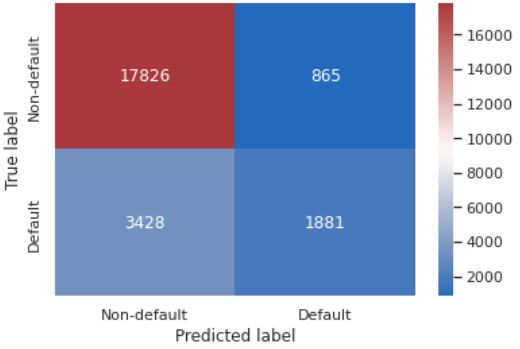 True label
Non-default
17826
865
Default
3428
1881
Non-default
Default
Predicted label
16000
14000
12000
10000
8000
6000
4000
2000